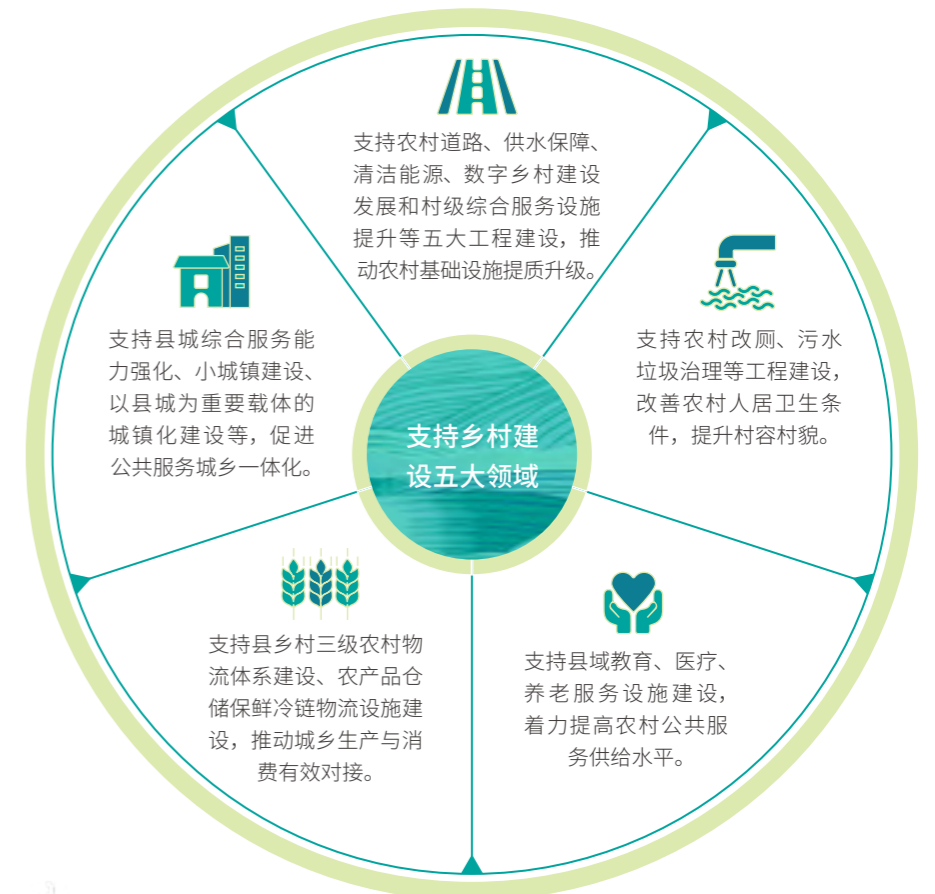 支持农村道路、供水保障、
清洁能源、数字乡村建设
发展和村级综合服务设施
提升等五大工程建设，推
动农村基础设施提质升级。
支持农村改厕、污水
垃圾治理等工程建设，
改善农村人居卫生条
件，提升村容村貌。
支持县域教育、医疗、
养老服务设施建设，
着力提高农村公共服
务供给水平。
支持县乡村三级农村物
流体系建设、农产品仓
储保鲜冷链物流设施建
设，推动城乡生产与消
费有效对接。
支持县城综合服务能
力强化、小城镇建设、
以县城为重要载体的
城镇化建设等，促进
公共服务城乡一体化。
支持乡村建
设五大领域